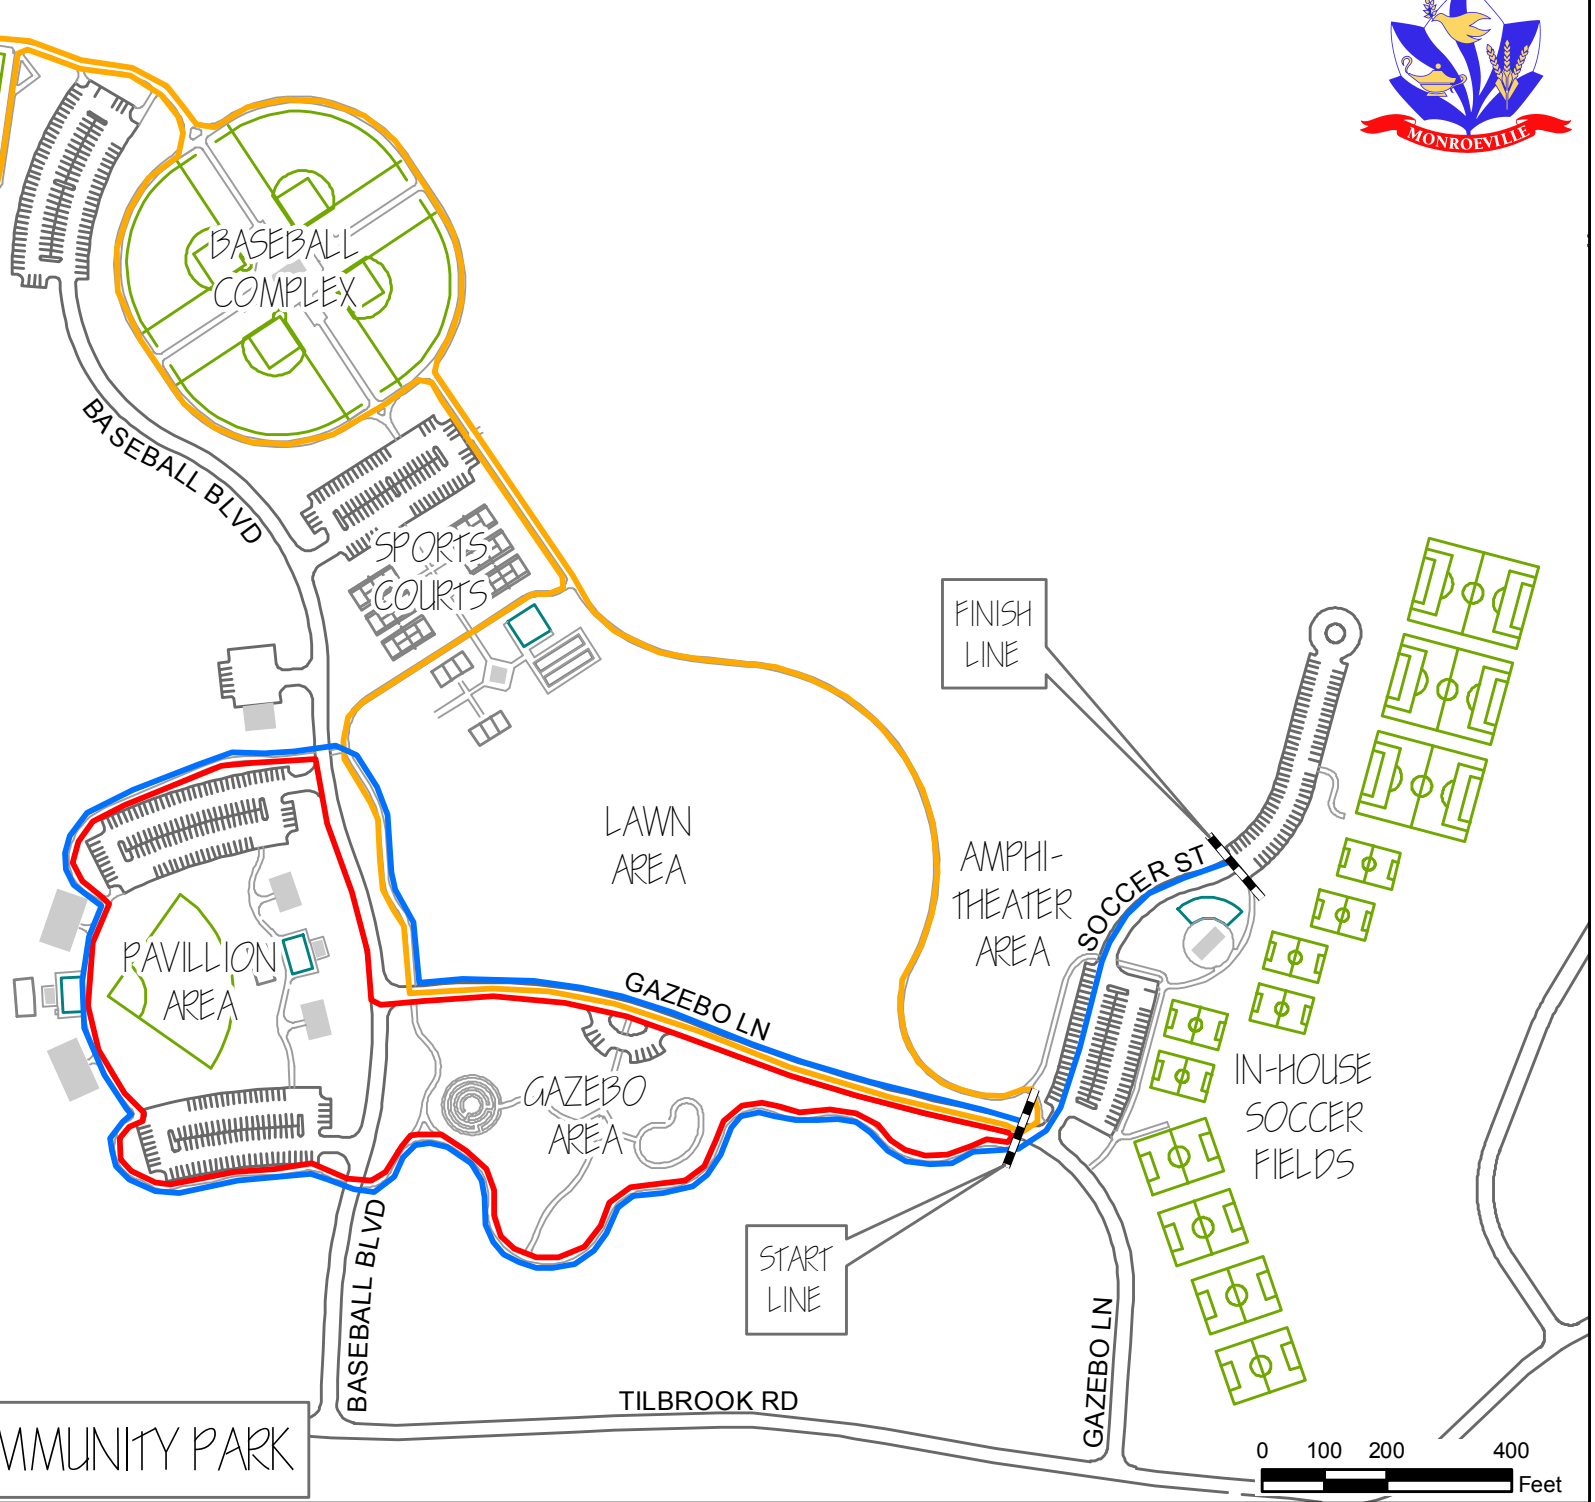 MONROEVILLE
BASEBALL
COMPLEX
BASEBALL BLVD
SPORTS
COURTS
FINISH
LINE
LAWN
AREA
AMPHI-
THEATER
AREA
SOCCER ST
PAVILLION
AREA
GAZEBO LN
GAZEBO
AREA
IN-HOUSE
SOCCER
FIELDS
START
LINE
BASEBALL BLVD
GAZEBO LN
TILBROOK RD
MMUNITY PARK
0 100 200 400
Feet